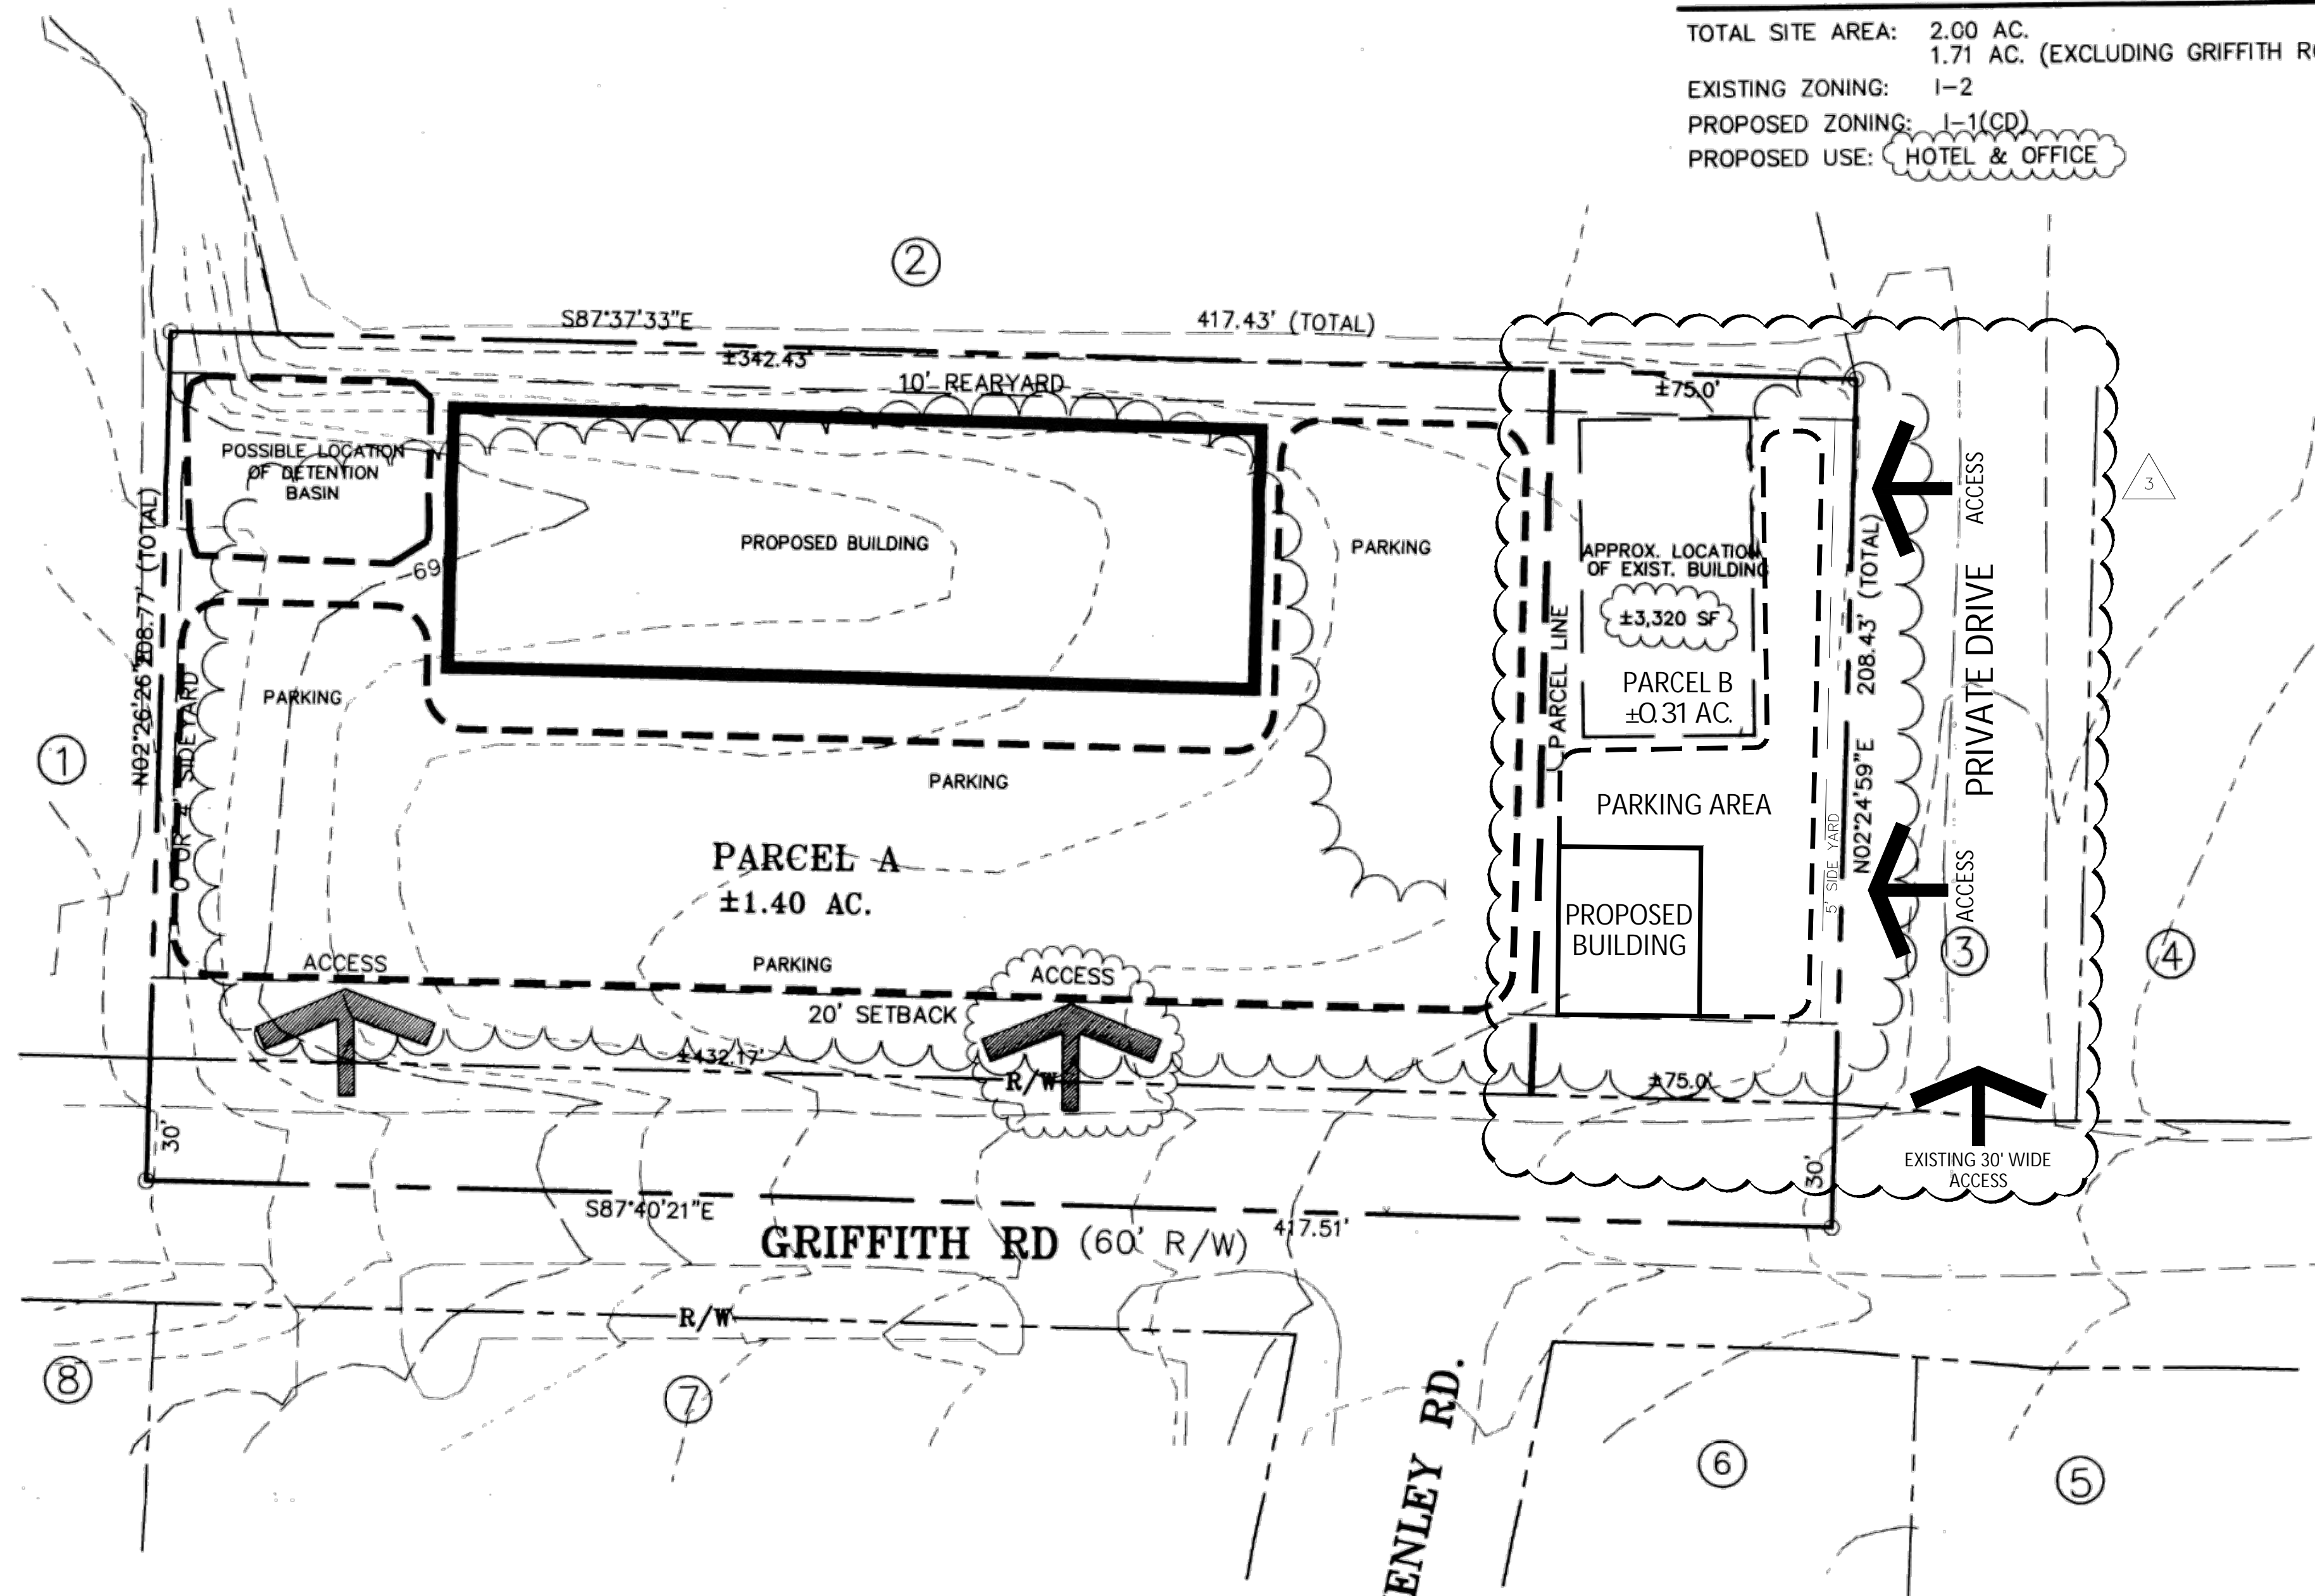 TOTAL SITE AREA: 2.00 AC.
1.71 AC. (EXCLUDING GRIFFITH
EXISTING ZONING: I-2
PROPOSED ZONING: I-1(CD)
PROPOSED USE: HOTEL & OFFICE
2
S87°37'33"E
417.43' (TOTAL)
±342.43'
10' REARYARD
±75.0'
POSSIBLE LOCATION
OF DETENTION
BASIN
PROPOSED BUILDING
PARKING
69
APPROX. LOCATION
OF EXIST. BUILDING
±3,320 SF
PARCEL B
±0.31 AC.
PARCEL LINE
ACCESS
3
PRIVATE DRIVE
N02°24'59"E 208.43' (TOTAL)
N02°26'26"E 208.77' (TOTAL)
SIDEYARD
PARKING
1
PARKING
PARKING AREA
5' SIDE YARD
PARCEL A
±1.40 AC.
PROPOSED
BUILDING
ACCESS
3
4
ACCESS
PARKING
ACCESS
20' SETBACK
±432.17'
R/W
±75.0'
30'
30'
EXISTING 30' WIDE
ACCESS
S87°40'21"E
417.51'
GRIFFITH RD (60' R/W)
R/W
8
7
ENLEY RD.
6
5